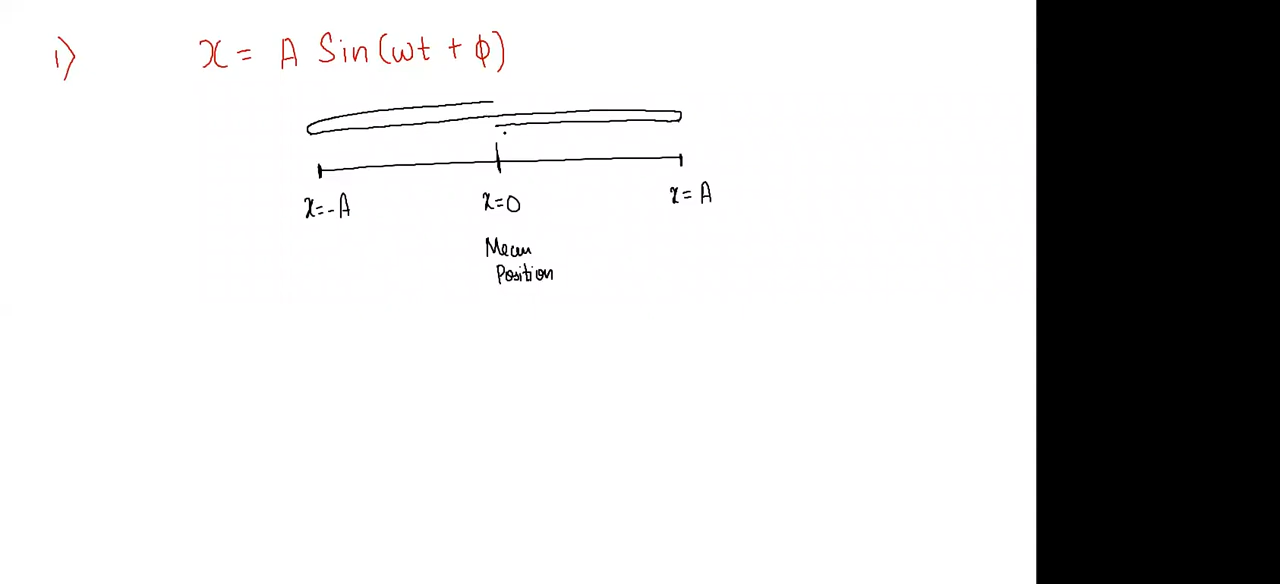 1) x = A Sin(ωt + ϕ)
x=-A x=0 x=A
Mean
Position